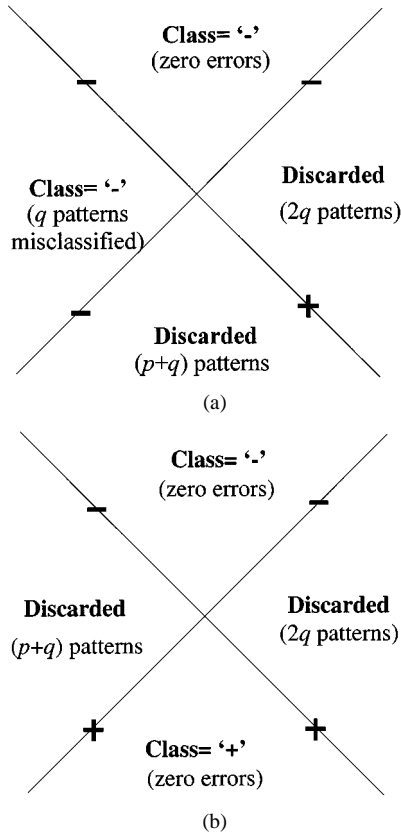 Class= ‘-’
(zero errors)
Class= ‘-’
(q patterns
misclassified)
Discarded
(2q patterns)
Discarded
(p+q) patterns
(a)
Class= ‘-’
(zero errors)
Discarded
(p+q) patterns
Discarded
(2q patterns)
Class= ‘+’
(zero errors)
(b)